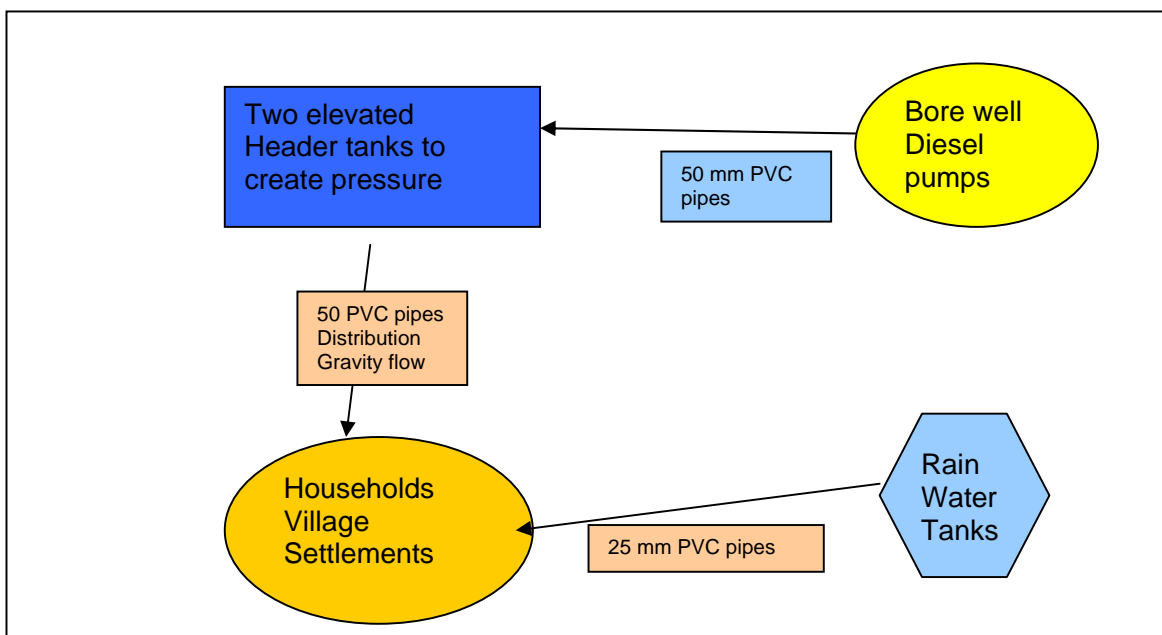 Two elevated
Header tanks to
create pressure
Bore well
Diesel
pumps
50 mm PVC
pipes
50 PVC pipes
Distribution
Gravity flow
Households
Village
Settlements
Rain
Water
Tanks
25 mm PVC pipes